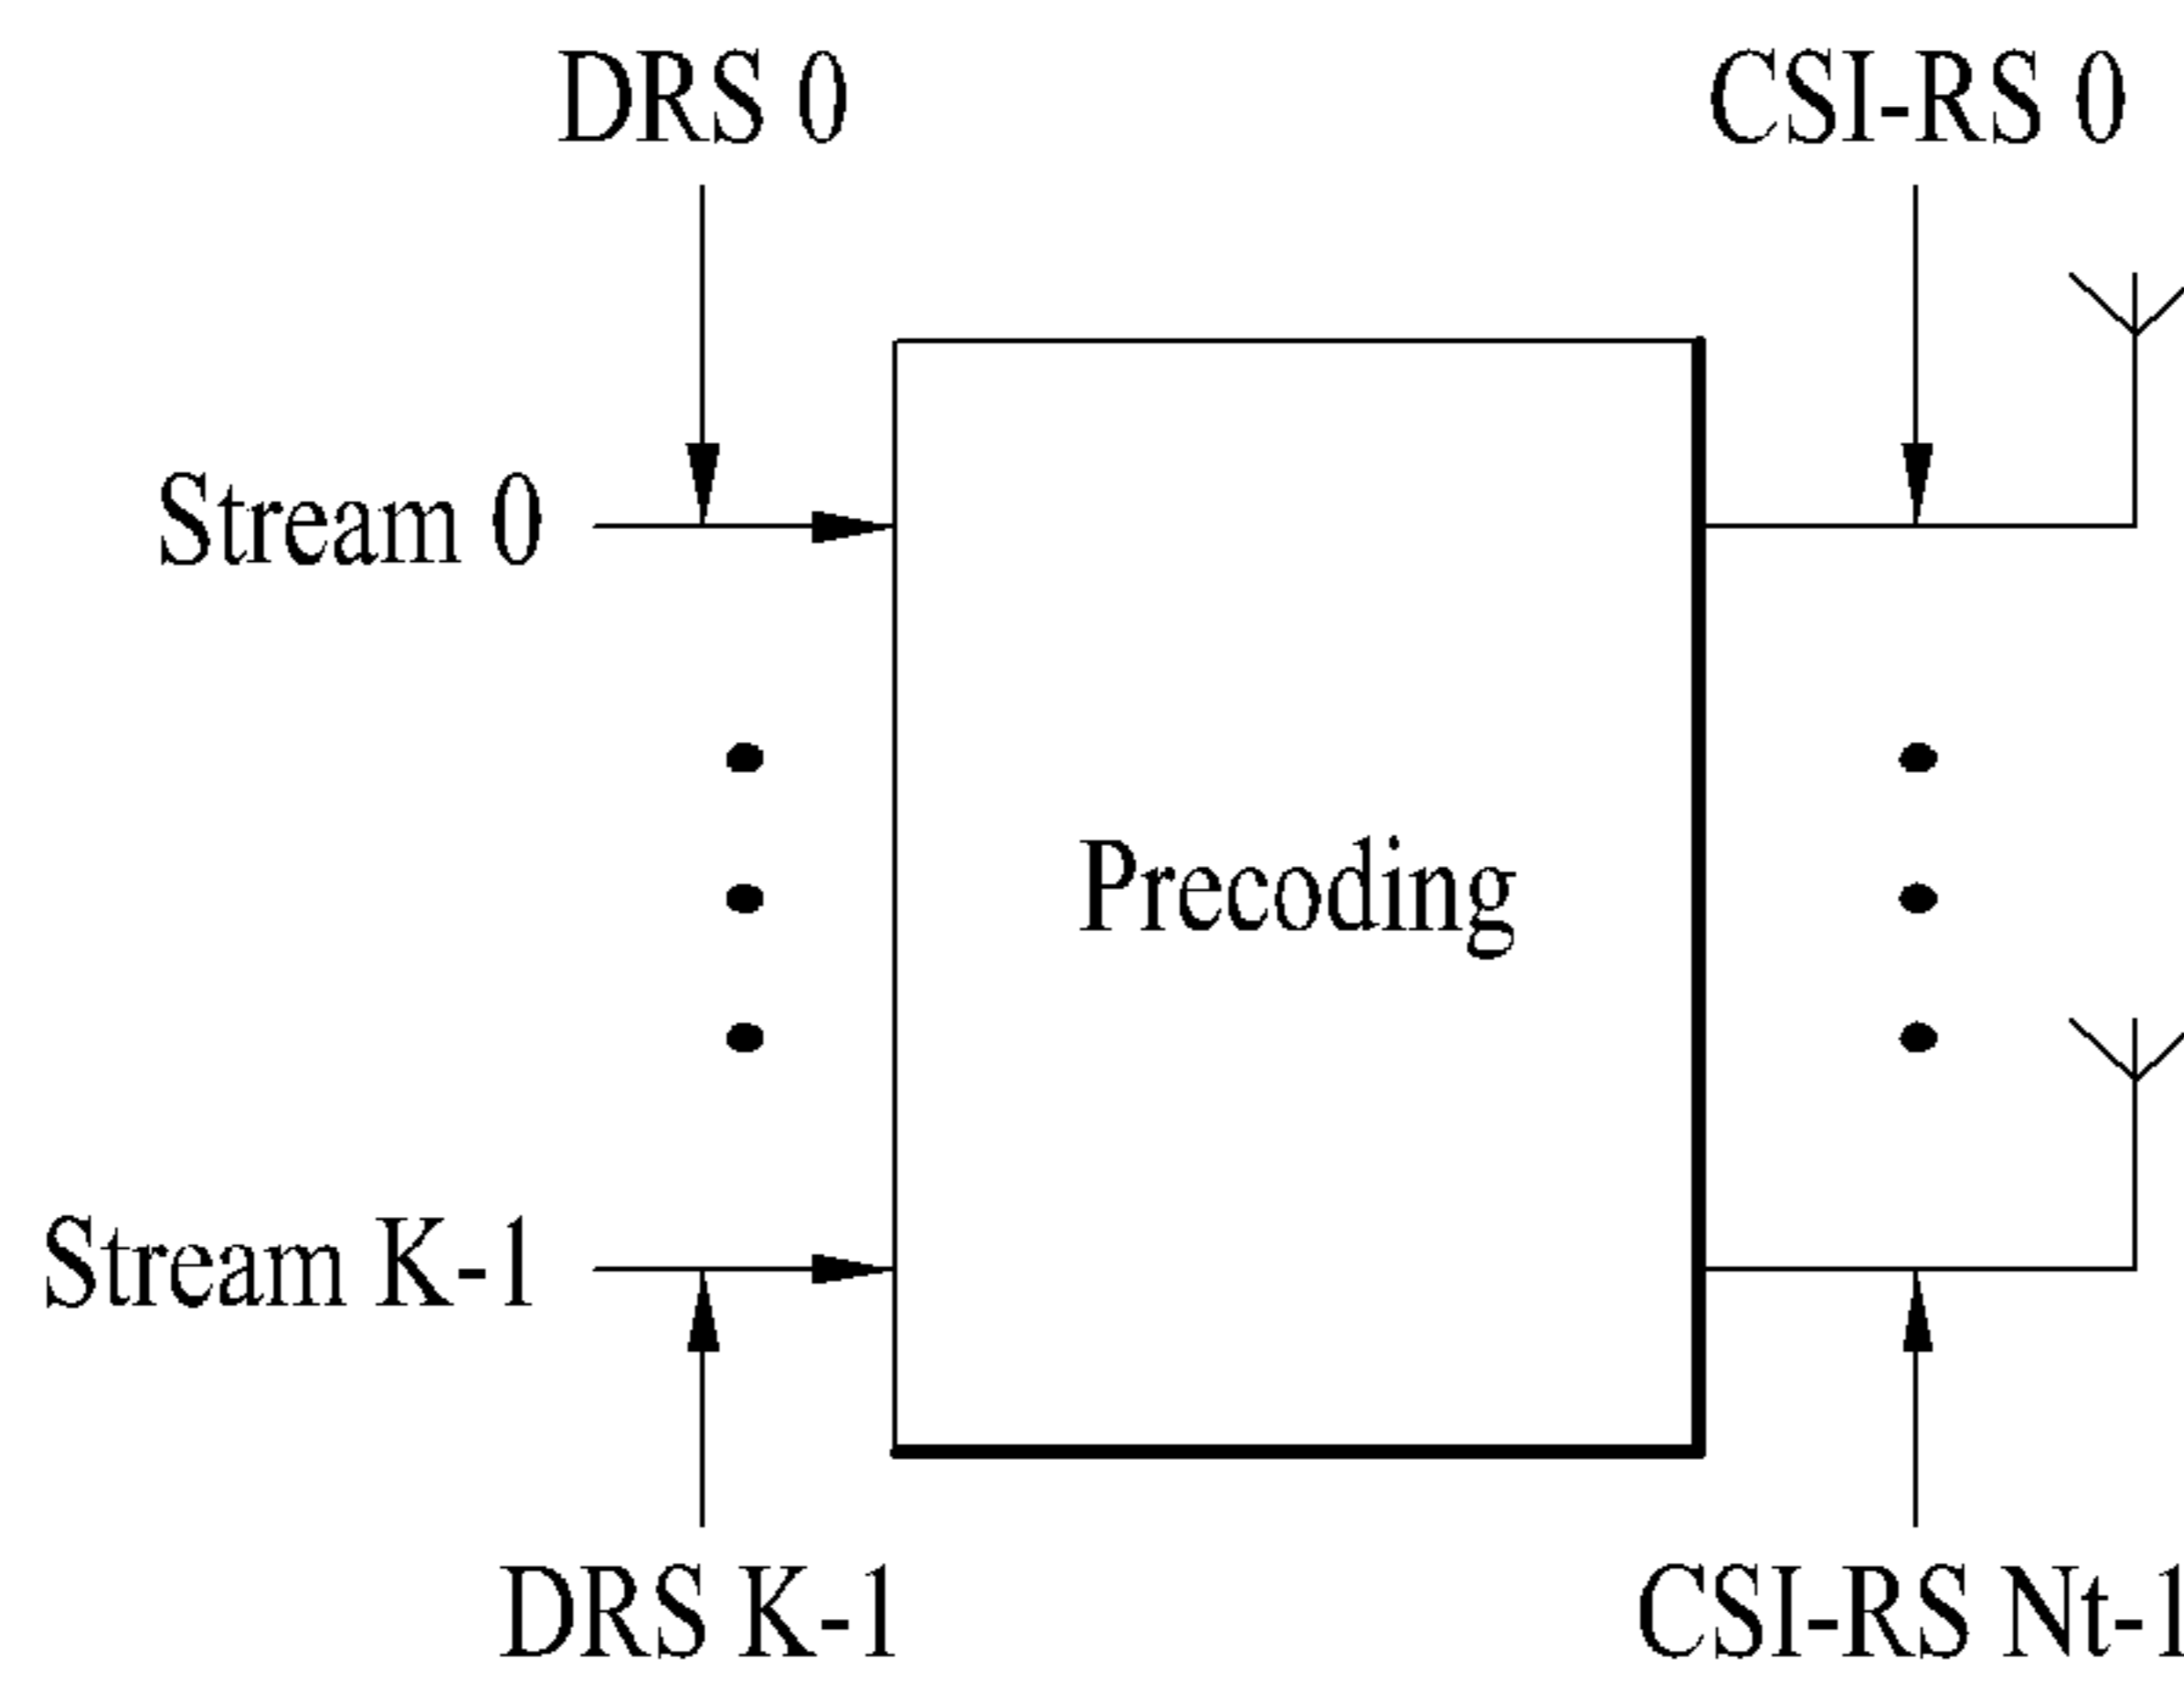 DRS 0
CSI-RS 0
Stream 0
Precoding
Stream K-1
DRS K-1
CSI-RS Nt-1